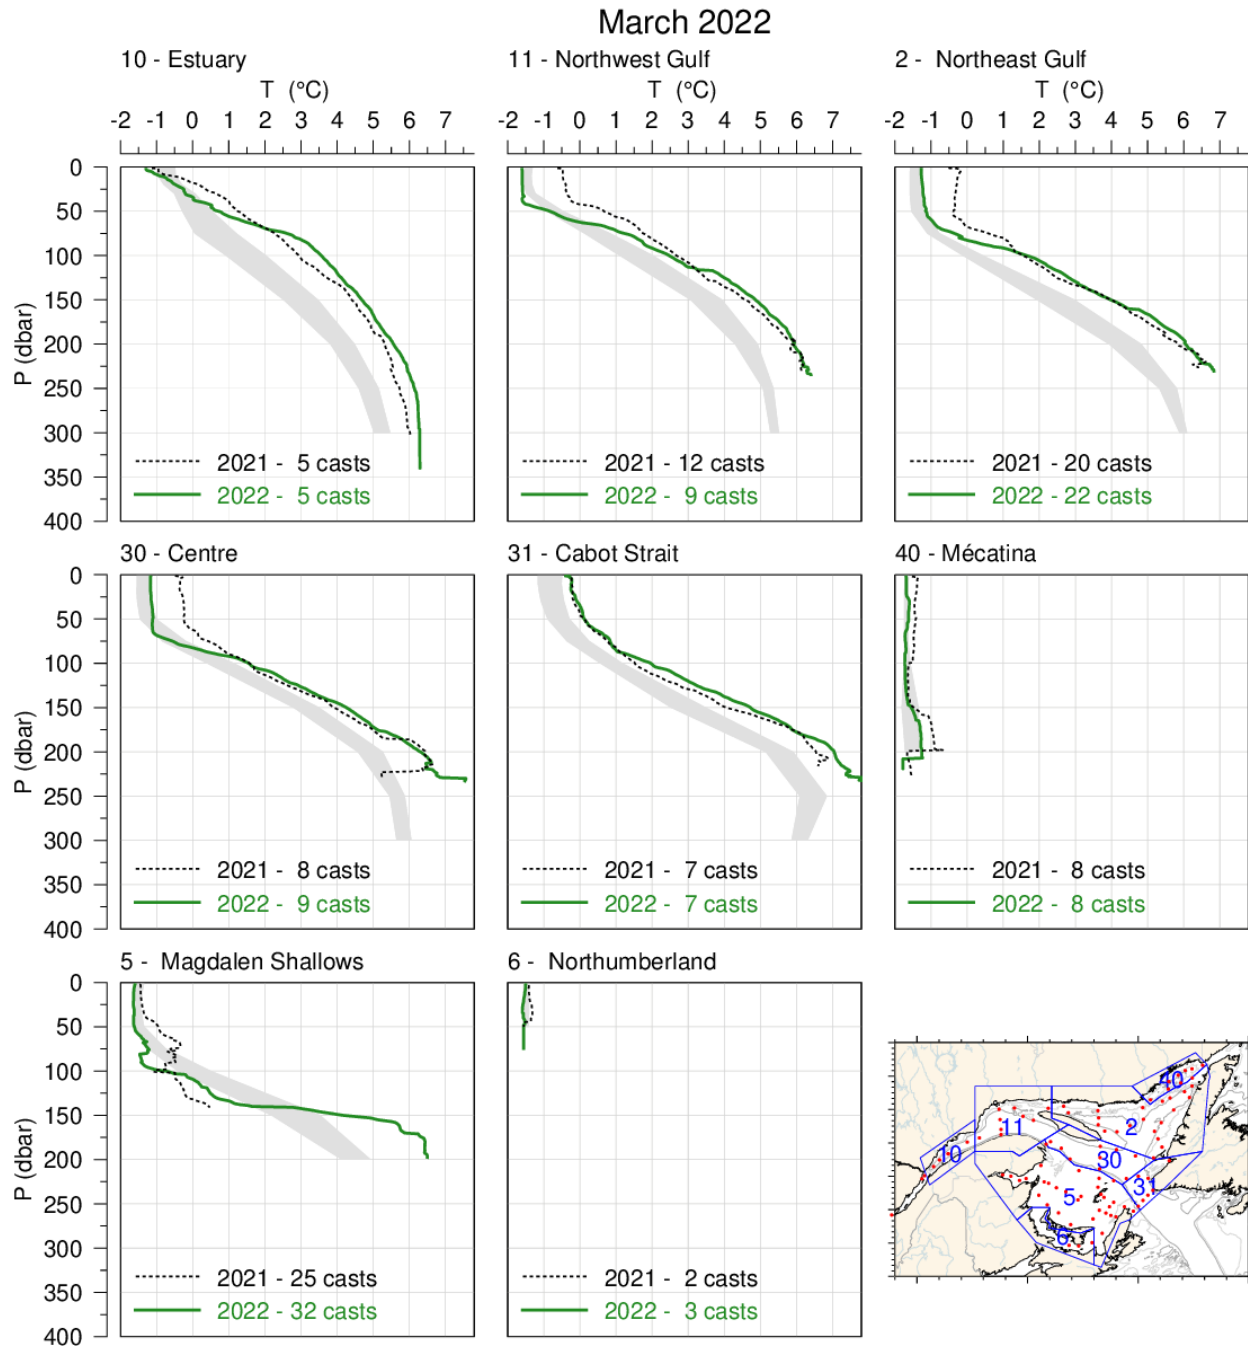 March 2022
10 - Estuary
11 - Northwest Gulf
2 - Northeast Gulf
T (°C)
T (°C)
T (°C)
-2 -1 0 1 2 3 4 5 6 7
-2 -1 0 1 2 3 4 5 6 7
-2 -1 0 1 2 3 4 5 6 7
P (dbar)
0
50
100
150
200
250
300
350
400
2021 - 5 casts
2022 - 5 casts
2021 - 12 casts
2022 - 9 casts
2021 - 20 casts
2022 - 22 casts
30 - Centre
31 - Cabot Strait
40 - Mécatina
P (dbar)
0
50
100
150
200
250
300
350
400
2021 - 8 casts
2022 - 9 casts
2021 - 7 casts
2022 - 7 casts
2021 - 8 casts
2022 - 8 casts
5 - Magdalen Shallows
6 - Northumberland
P (dbar)
0
50
100
150
200
250
300
350
400
2021 - 25 casts
2022 - 32 casts
2021 - 2 casts
2022 - 3 casts
40
11
2
10
30
31
5
6